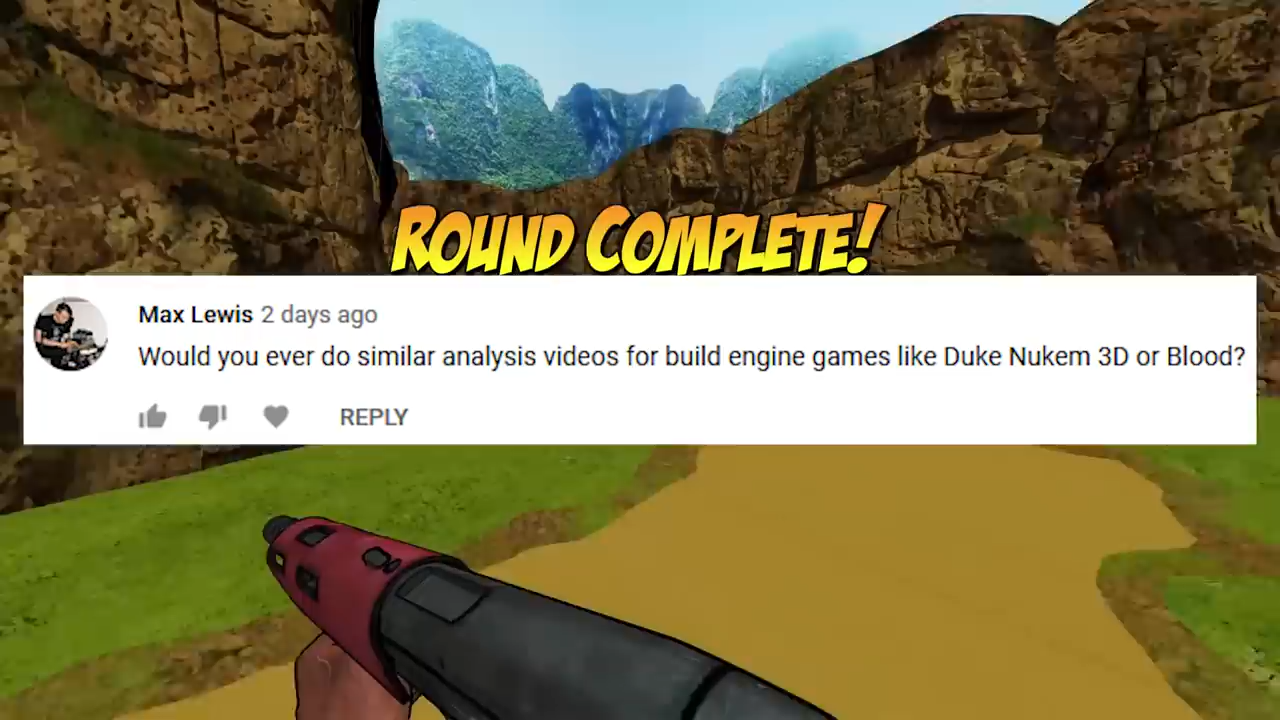 ROUND COMPLETE!
Max Lewis 2 days ago
Would you ever do similar analysis videos for build engine games like Duke Nukem 3D or Blood?
REPLY